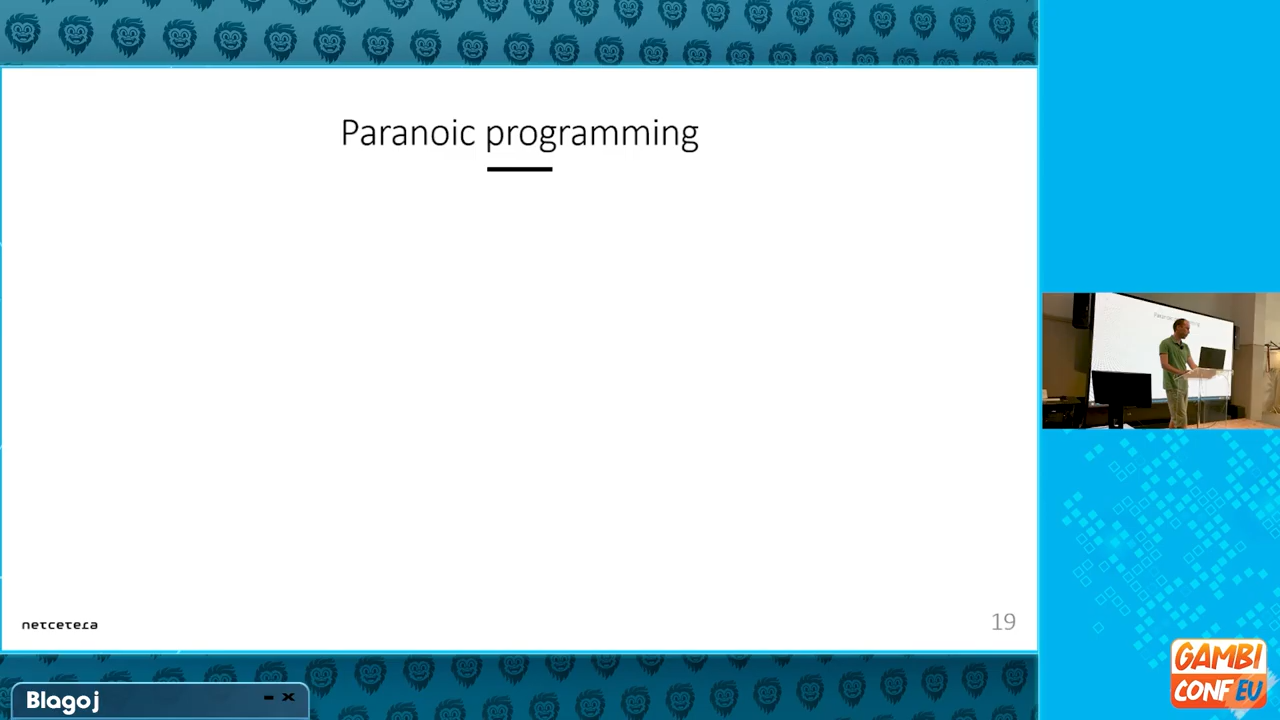 Paranoic programming
netcetera
19
Blagoj
GAMBI
CONF EU